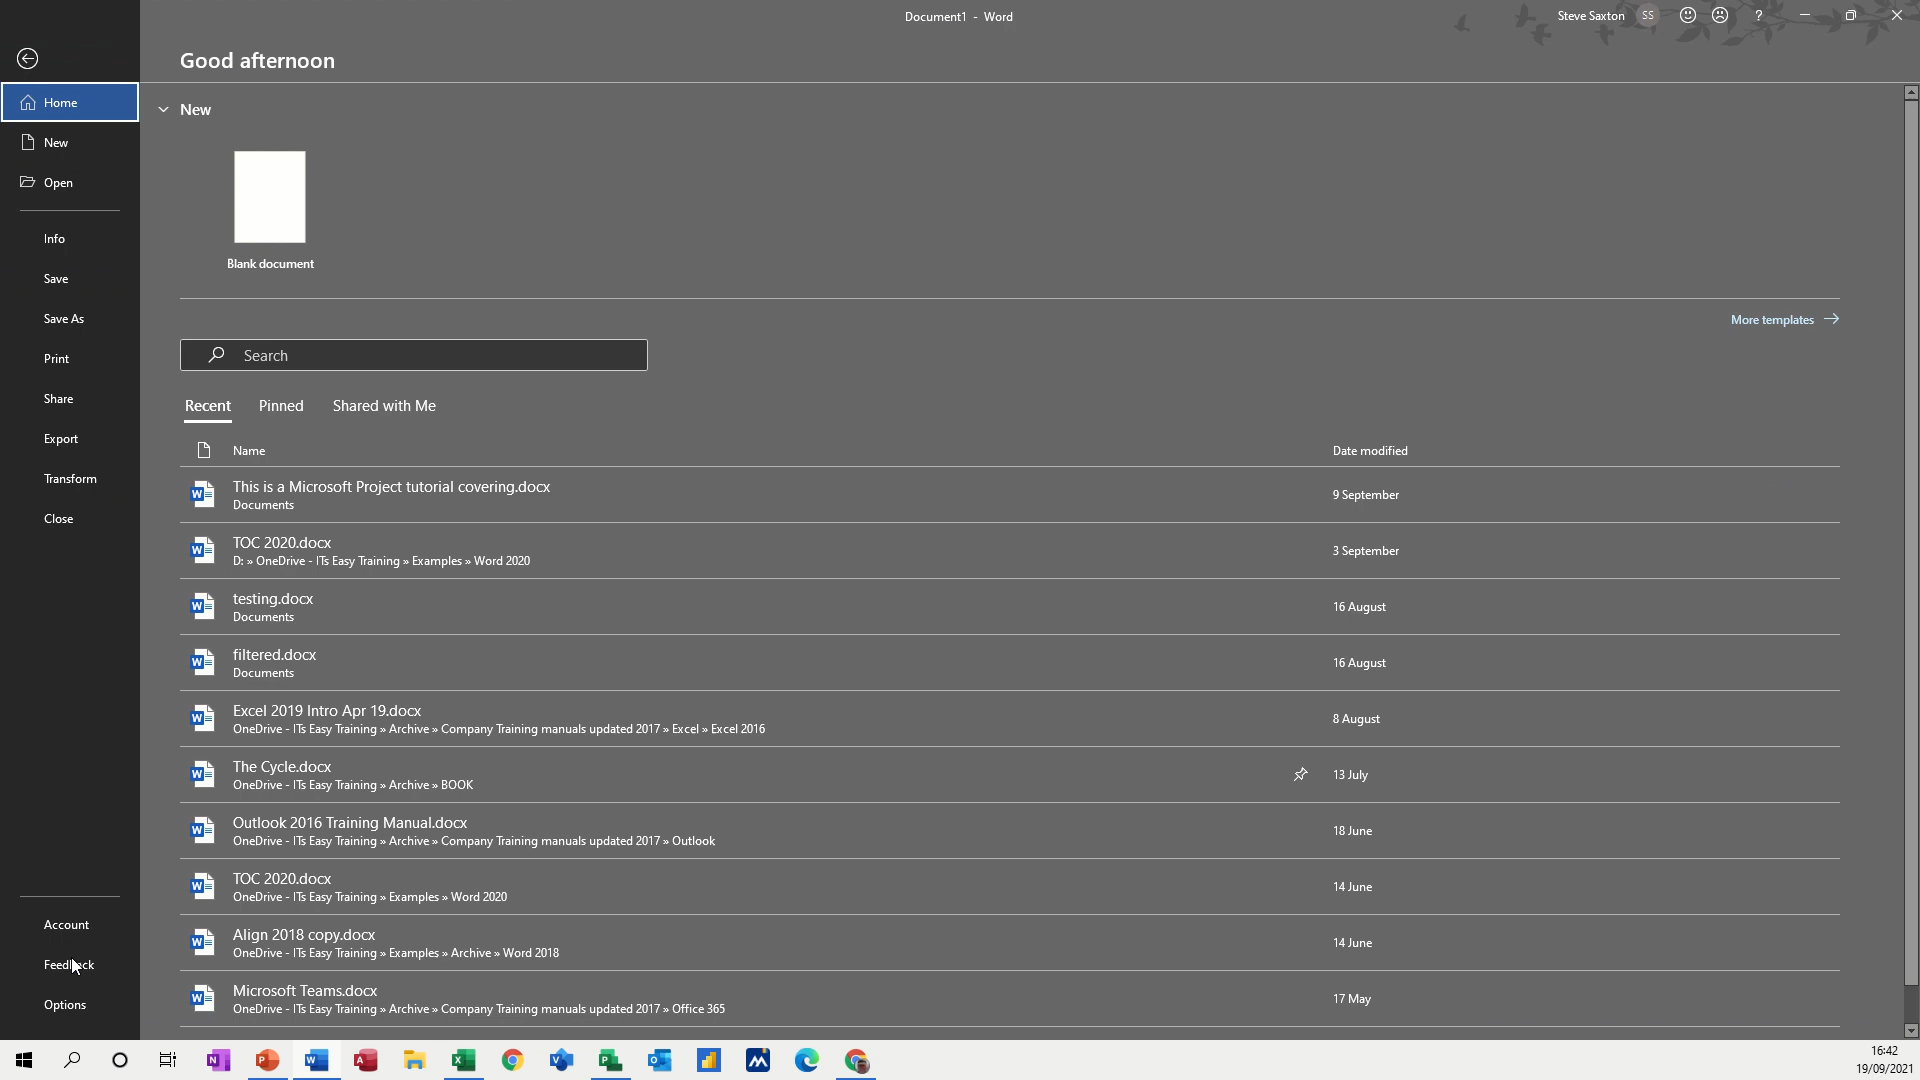 Document1 - Word
Steve Saxton SS ?
Good afternoon
Home
New
Open
Info
Save
Save As
Print
Share
Export
Transform
Close
Account
Feedback
Options
New
Blank document
More templates
Search
Recent Pinned Shared with Me
Name Date modified
This is a Microsoft Project tutorial covering.docx 9 September
Documents
TOC 2020.docx 3 September
D: » OneDrive - ITs Easy Training » Examples » Word 2020
testing.docx 16 August
Documents
filtered.docx 16 August
Documents
Excel 2019 Intro Apr 19.docx 8 August
OneDrive - ITs Easy Training » Archive » Company Training manuals updated 2017 » Excel » Excel 2016
The Cycle.docx 13 July
OneDrive - ITs Easy Training » Archive » BOOK
Outlook 2016 Training Manual.docx 18 June
OneDrive - ITs Easy Training » Archive » Company Training manuals updated 2017 » Outlook
TOC 2020.docx 14 June
OneDrive - ITs Easy Training » Examples » Word 2020
Align 2018 copy.docx 14 June
OneDrive - ITs Easy Training » Examples » Archive » Word 2018
Microsoft Teams.docx 17 May
OneDrive - ITs Easy Training » Archive » Company Training manuals updated 2017 » Office 365
16:42
19/09/2021